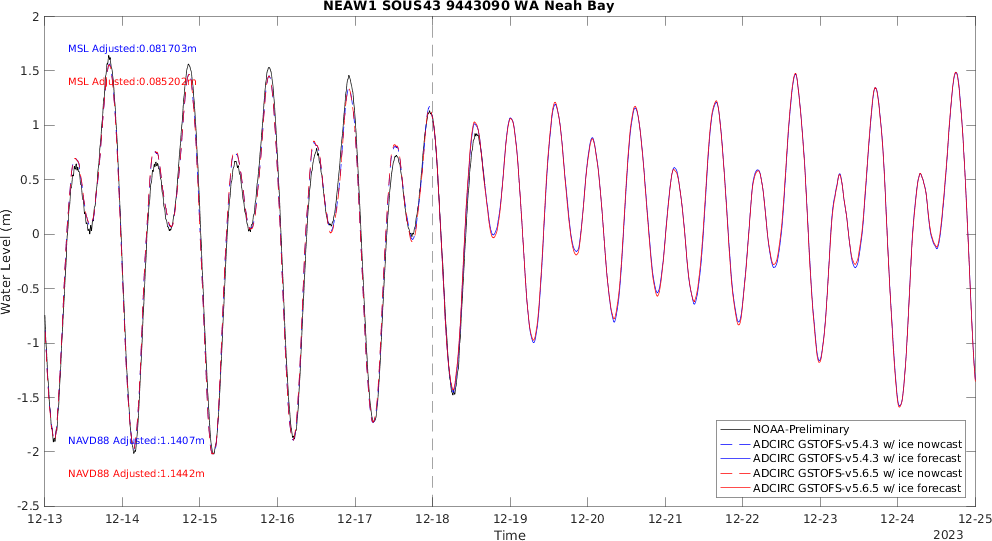 NEAW1 SOUS43 9443090 WA Neah Bay
2
1.5
1
0.5
0
-0.5
-1
-1.5
-2
-2.5
Water Level (m)
MSL Adjusted:0.081703m
MSL Adjusted:0.085202m
NAVD88 Adjusted:1.1407m
NAVD88 Adjusted:1.1442m
NOAA-Preliminary
ADCIRC GSTOFS-v5.4.3 w/ ice nowcast
ADCIRC GSTOFS-v5.4.3 w/ ice forecast
ADCIRC GSTOFS-v5.6.5 w/ ice nowcast
ADCIRC GSTOFS-v5.6.5 w/ ice forecast
12-13 12-14 12-15 12-16 12-17 12-18 12-19 12-20 12-21 12-22 12-23 12-24 12-25
Time
2023